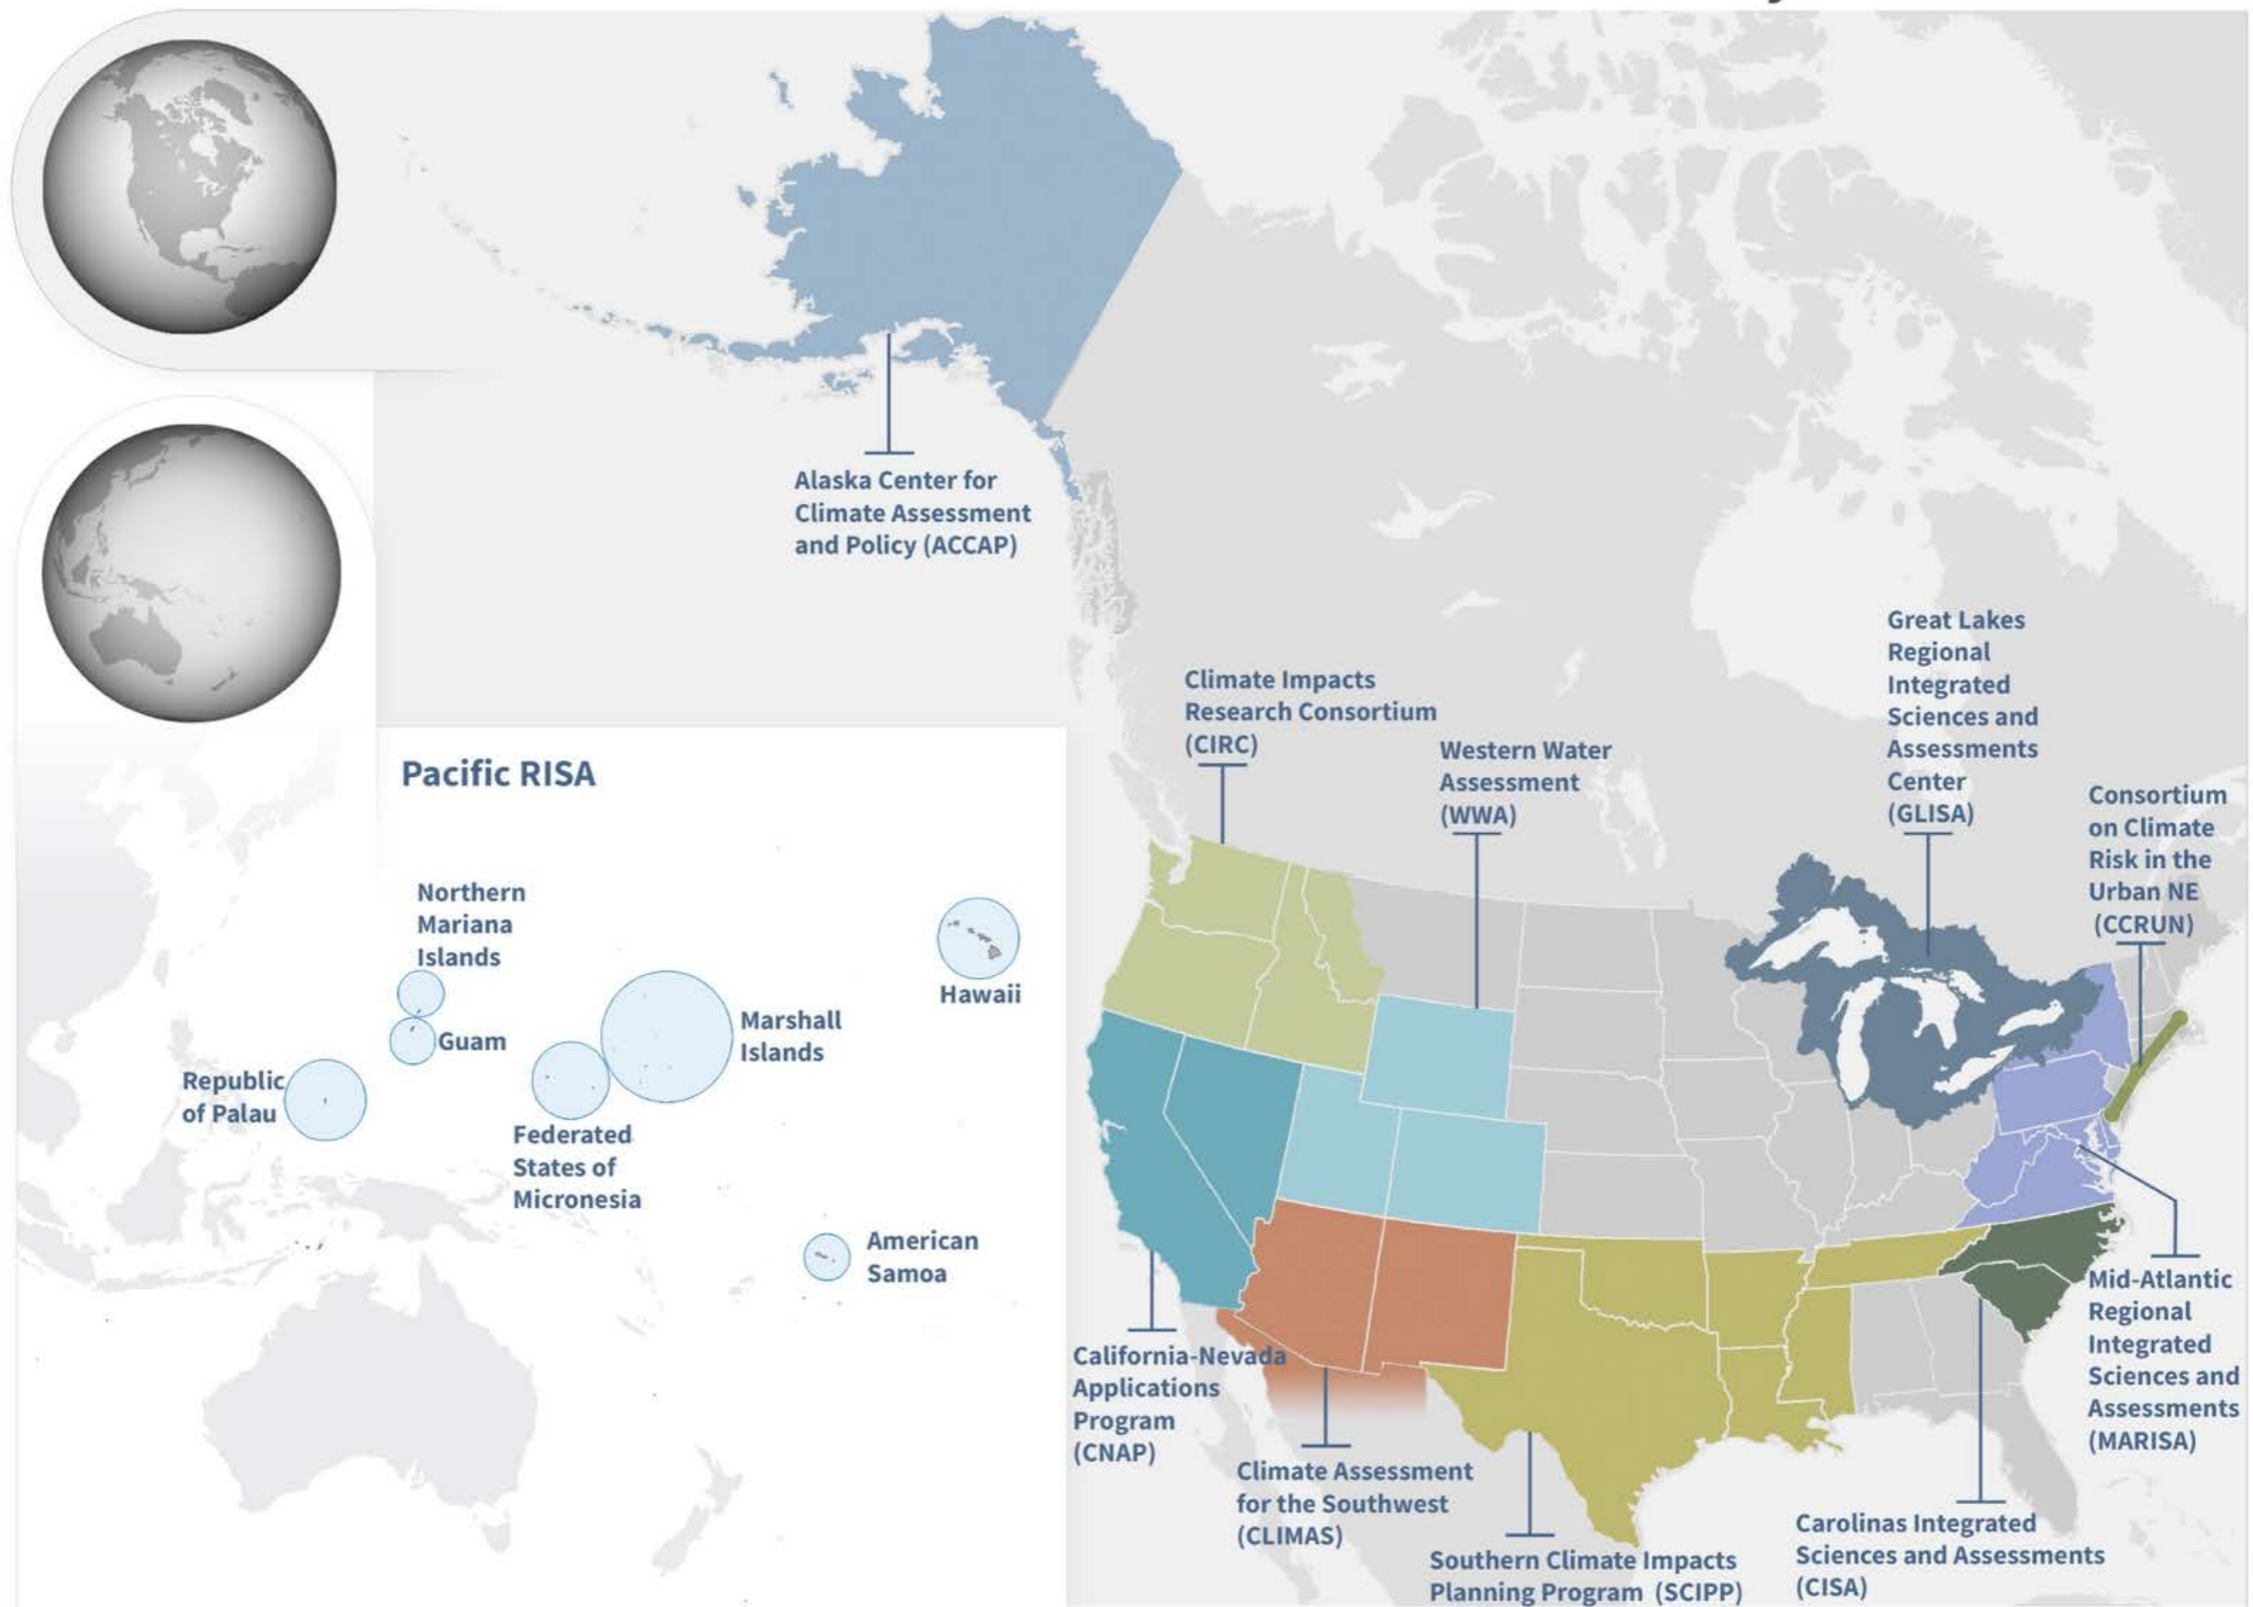 Alaska Center for
Climate Assessment
and Policy (ACCAP)
Great Lakes
Regional
Integrated
Sciences and
Assessments
Center
(GLISA)
Climate Impacts
Research Consortium
(CIRC)
Western Water
Assessment
(WWA)
Consortium
on Climate
Risk in the
Urban NE
(CCRUN)
Pacific RISA
Northern
Mariana
Islands
Hawaii
Guam
Marshall
Islands
Republic
of Palau
Federated
States of
Micronesia
American
Samoa
California-Nevada
Applications
Program
(CNAP)
Climate Assessment
for the Southwest
(CLIMAS)
Southern Climate Impacts
Planning Program (SCIPP)
Carolinas Integrated
Sciences and Assessments
(CISA)
Mid-Atlantic
Regional
Integrated
Sciences and
Assessments
(MARISA)